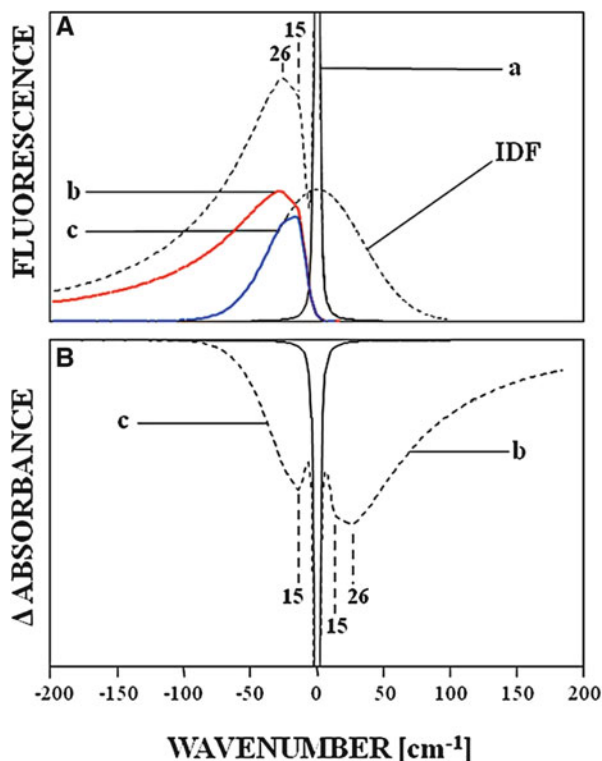 A
FLUORESCENCE
15
26
a
IDF
b
c
B
Δ ABSORBANCE
c
b
15
15
26
-200 -150 -100 -50 0 50 100 150 200
WAVENUMBER [cm-1]